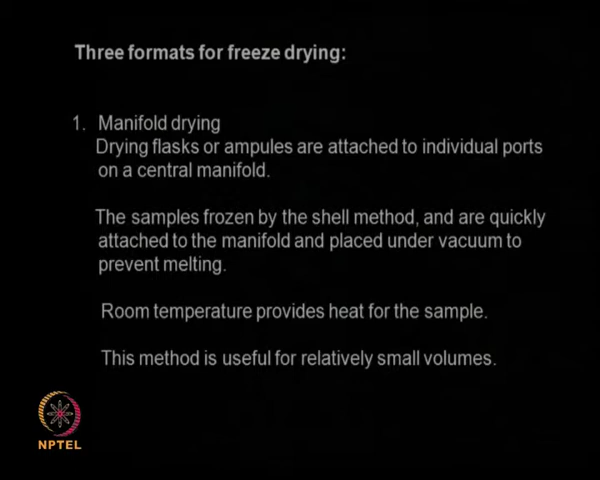 Three formats for freeze drying:
1. Manifold drying
Drying flasks or ampules are attached to individual ports
on a central manifold.
The samples frozen by the shell method, and are quickly
attached to the manifold and placed under vacuum to
prevent melting.
Room temperature provides heat for the sample.
This method is useful for relatively small volumes.
NPTEL